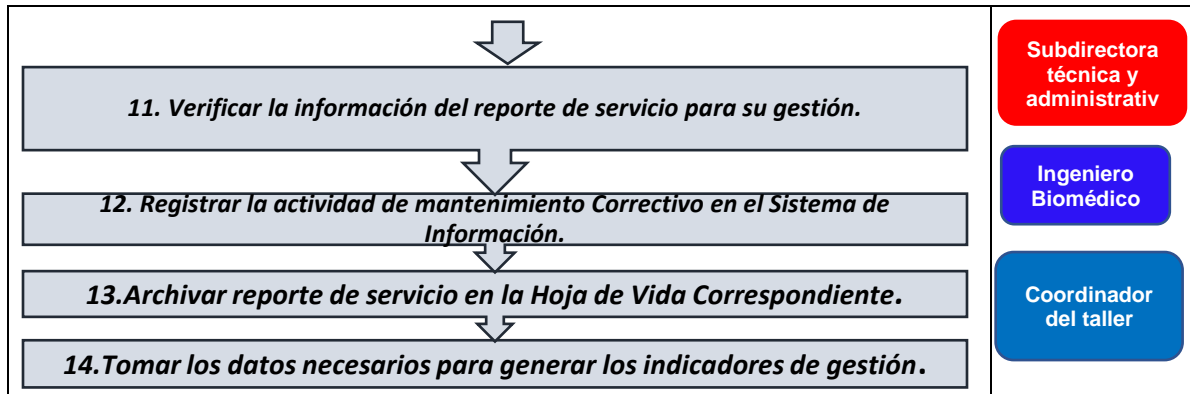 11. Verificar la información del reporte de servicio para su gestión.
12. Registrar la actividad de mantenimiento Correctivo en el Sistema de
Información.
13.Archivar reporte de servicio en la Hoja de Vida Correspondiente.
14.Tomar los datos necesarios para generar los indicadores de gestión.
Subdirectora
técnica y
administrativ
Ingeniero
Biomédico
Coordinador
del taller